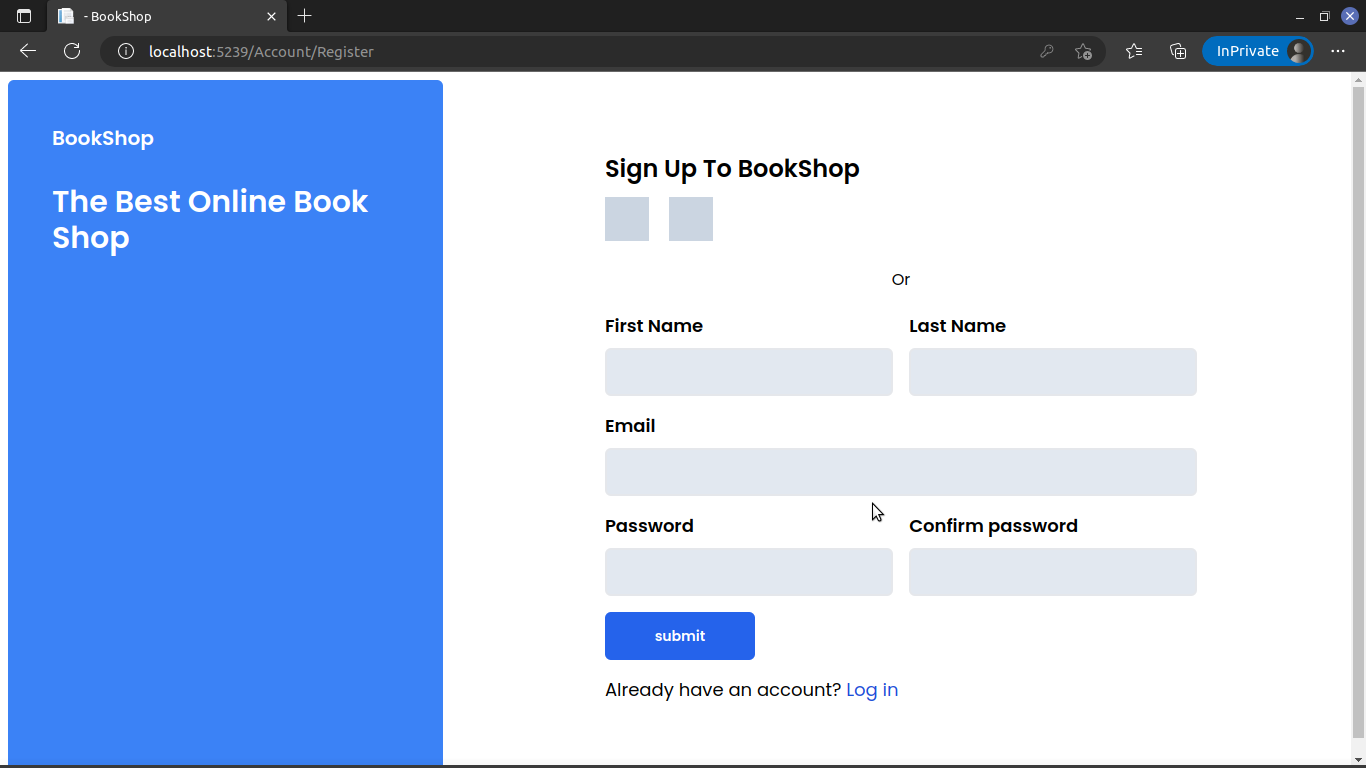 - BookShop
localhost:5239/Account/Register
InPrivate
BookShop
The Best Online Book
Shop
Sign Up To BookShop
Or
First Name
Last Name
Email
Password
Confirm password
submit
Already have an account? Log in